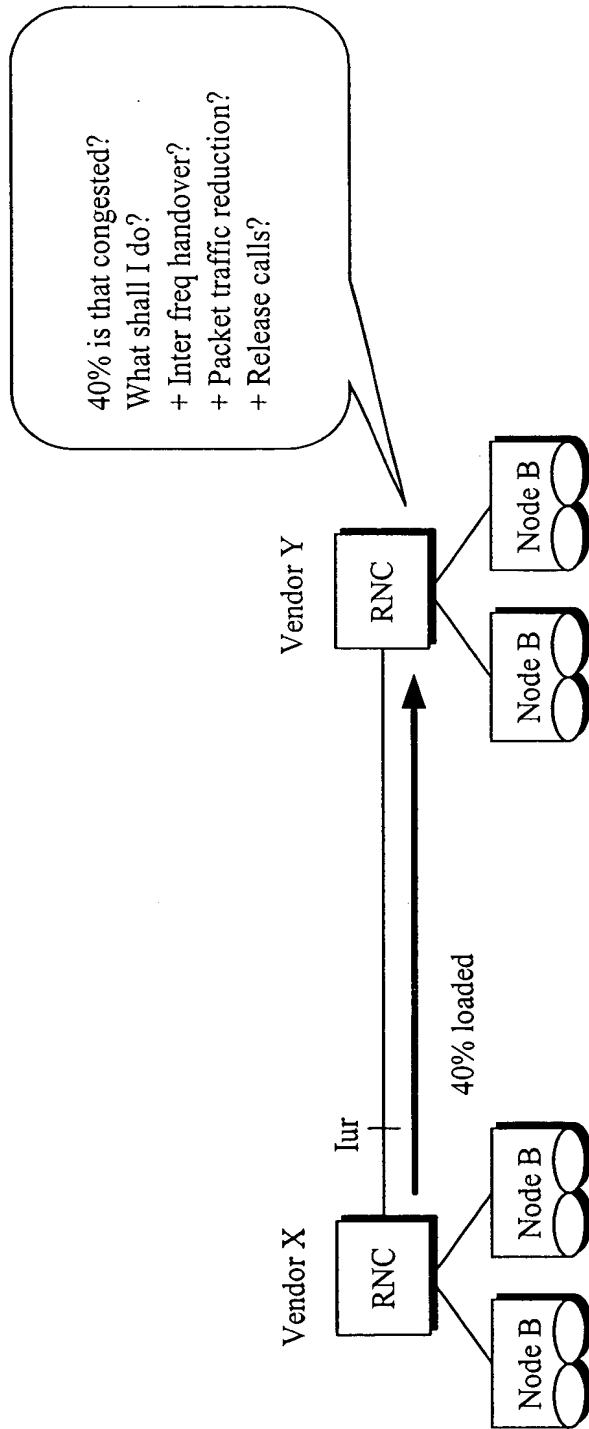 40% is that congested?
What shall I do?
+ Inter freq handover?
+ Packet traffic reduction?
+ Release calls?
Vendor X
Vendor Y
RNC
Iur
RNC
40% loaded
Node B
Node B
Node B
Node B